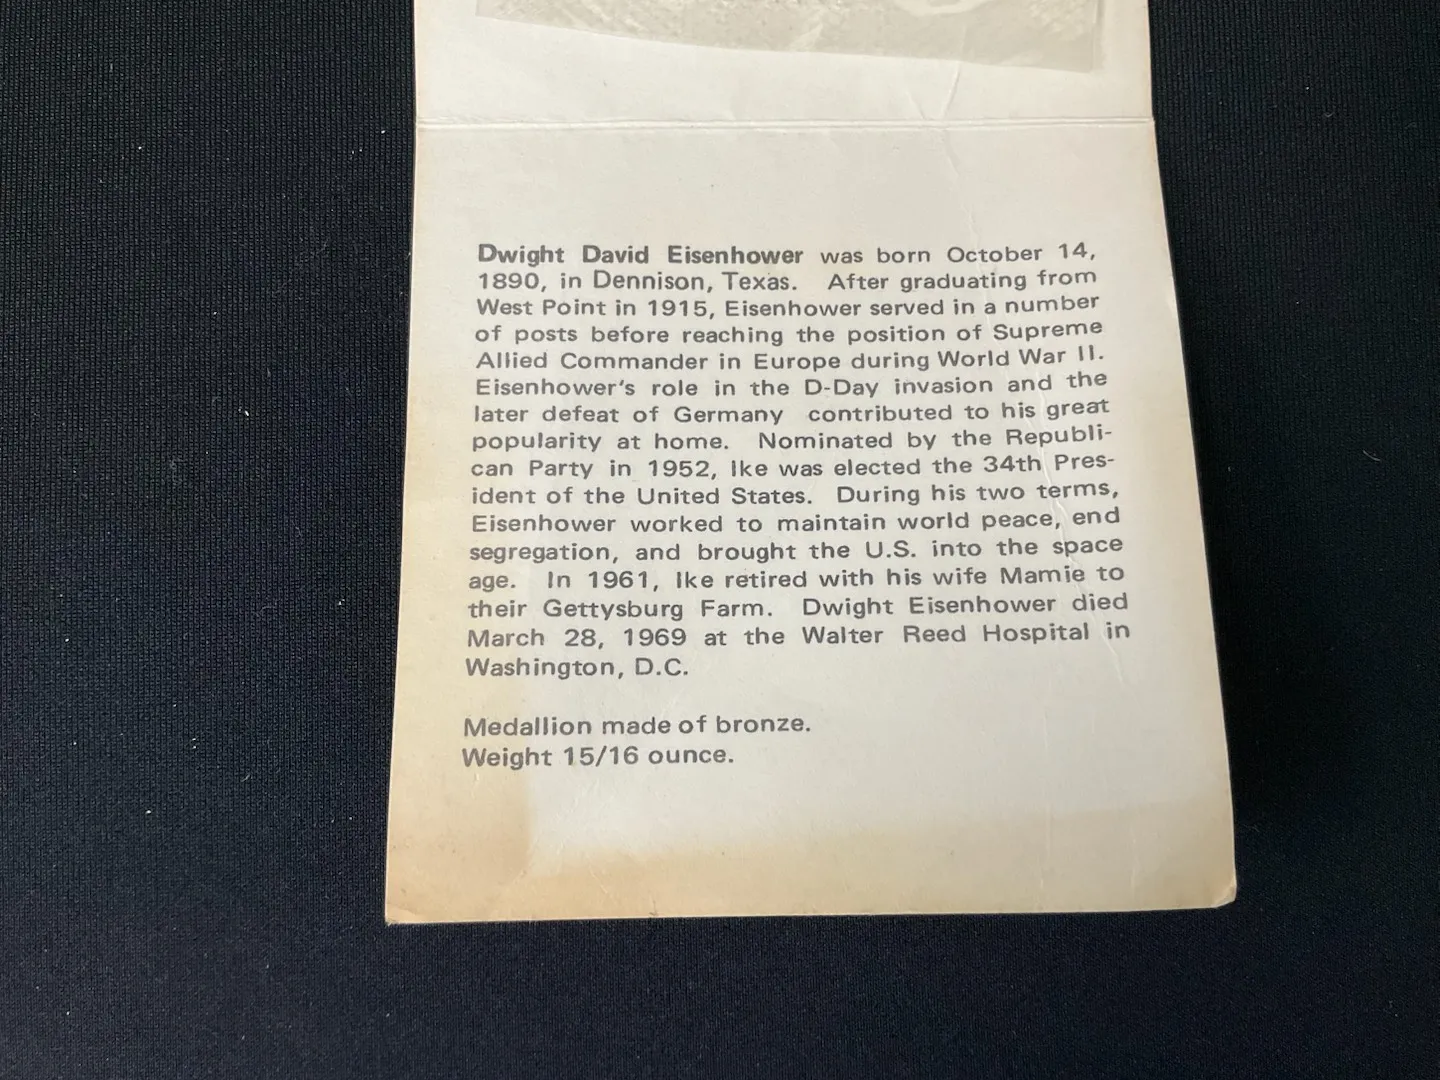 Dwight David Eisenhower was born October 14,
1890, in Dennison, Texas. After graduating from
West Point in 1915, Eisenhower served in a number
of posts before reaching the position of Supreme
Allied Commander in Europe during World War II.
Eisenhower's role in the D-Day invasion and the
later defeat of Germany contributed to his great
popularity at home. Nominated by the Republi-
can Party in 1952, Ike was elected the 34th Pres-
ident of the United States. During his two terms,
Eisenhower worked to maintain world peace, end
segregation, and brought the U.S. into the space
age. In 1961, Ike retired with his wife Mamie to
their Gettysburg Farm. Dwight Eisenhower died
March 28, 1969 at the Walter Reed Hospital in
Washington, D.C.
Medallion made of bronze.
Weight 15/16 ounce.